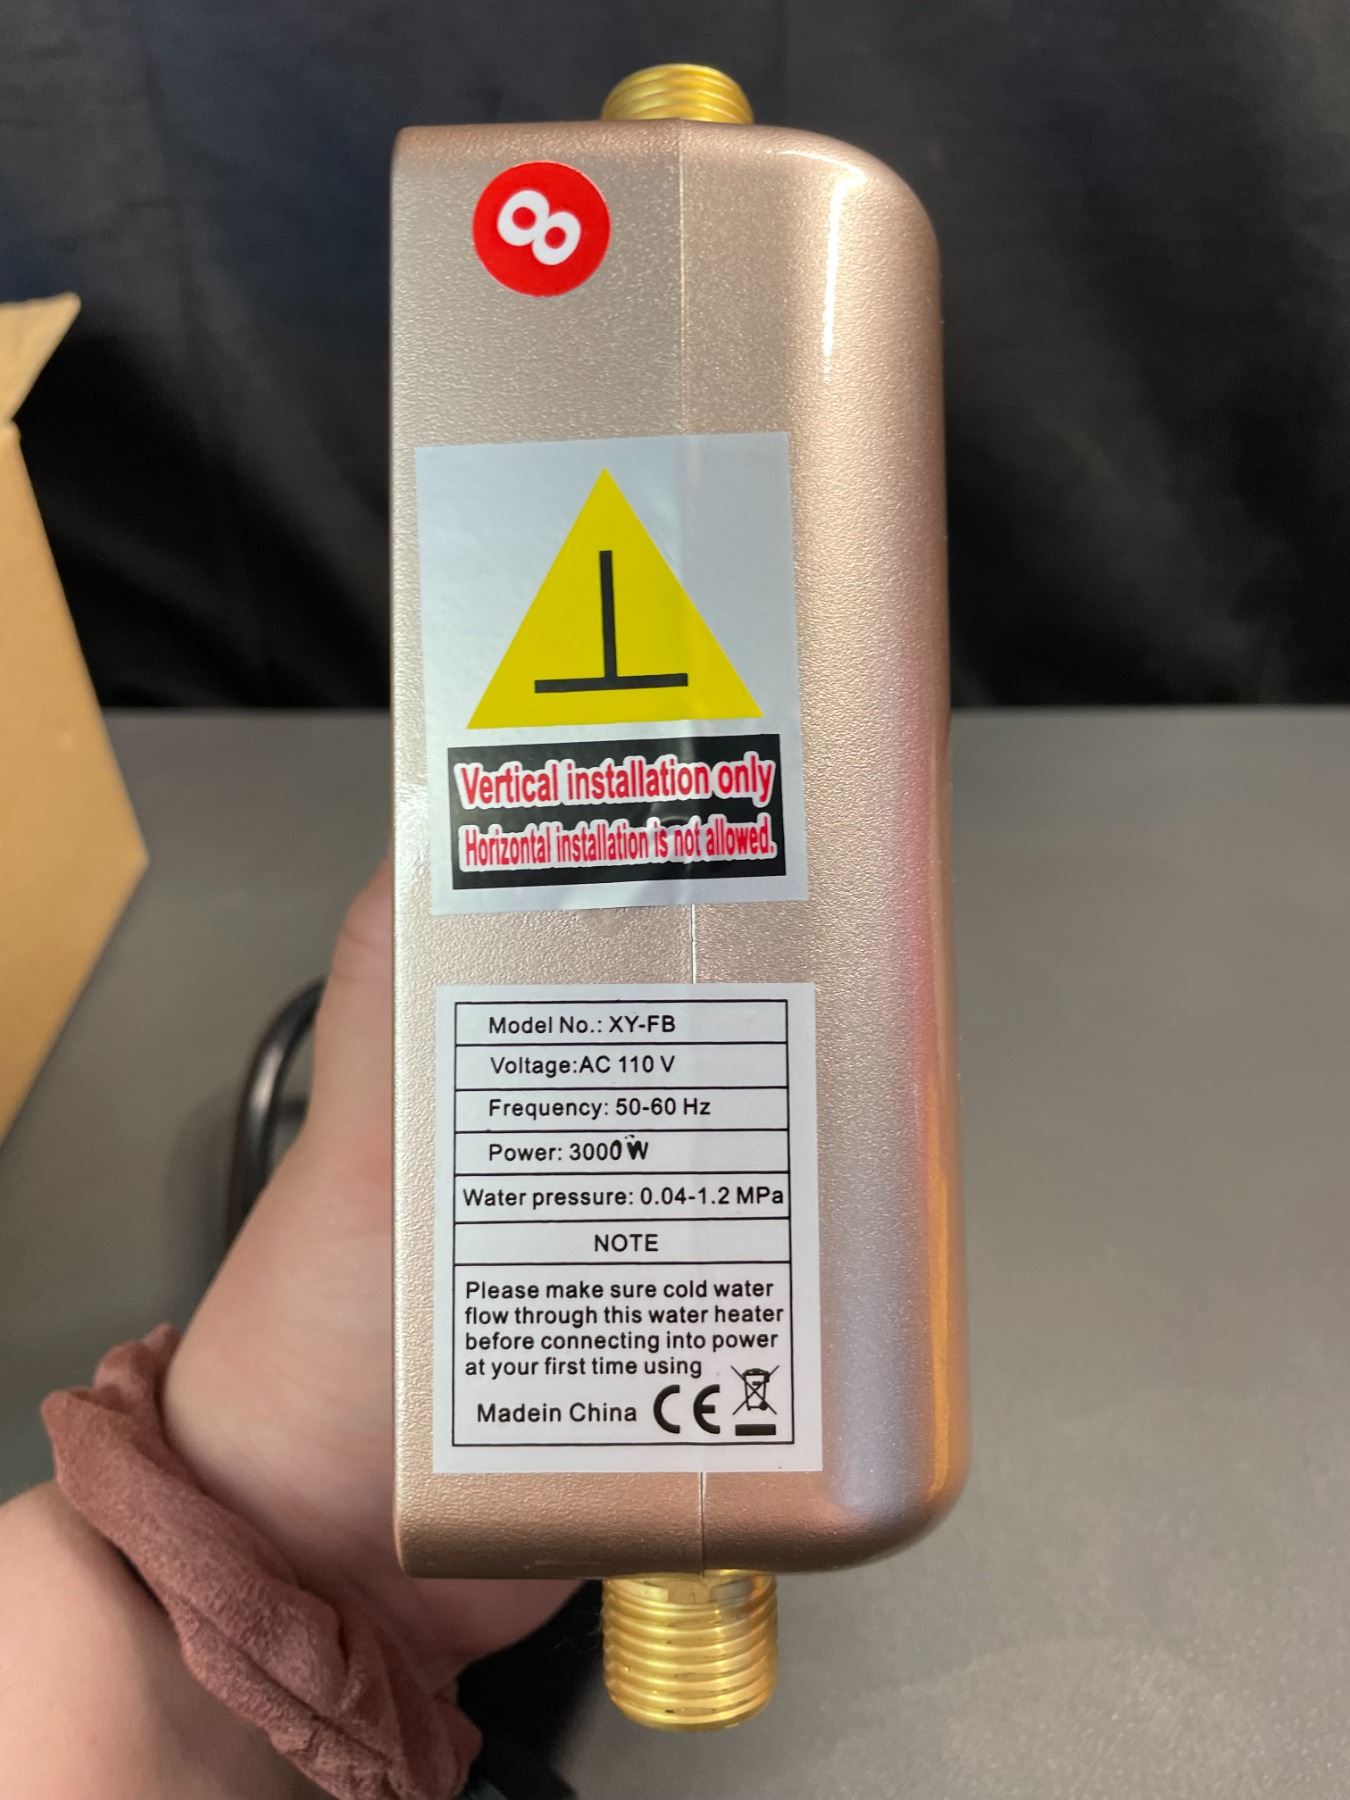 8
Vertical installation only
Horizontal installation is not allowed.
Model No.: XY-FB
Voltage:AC 110 V
Frequency: 50-60 Hz
Power: 3000W
Water pressure: 0.04-1.2 MPa
NOTE
Please make sure cold water
flow through this water heater
before connecting into power
at your first time using
Madein China CE